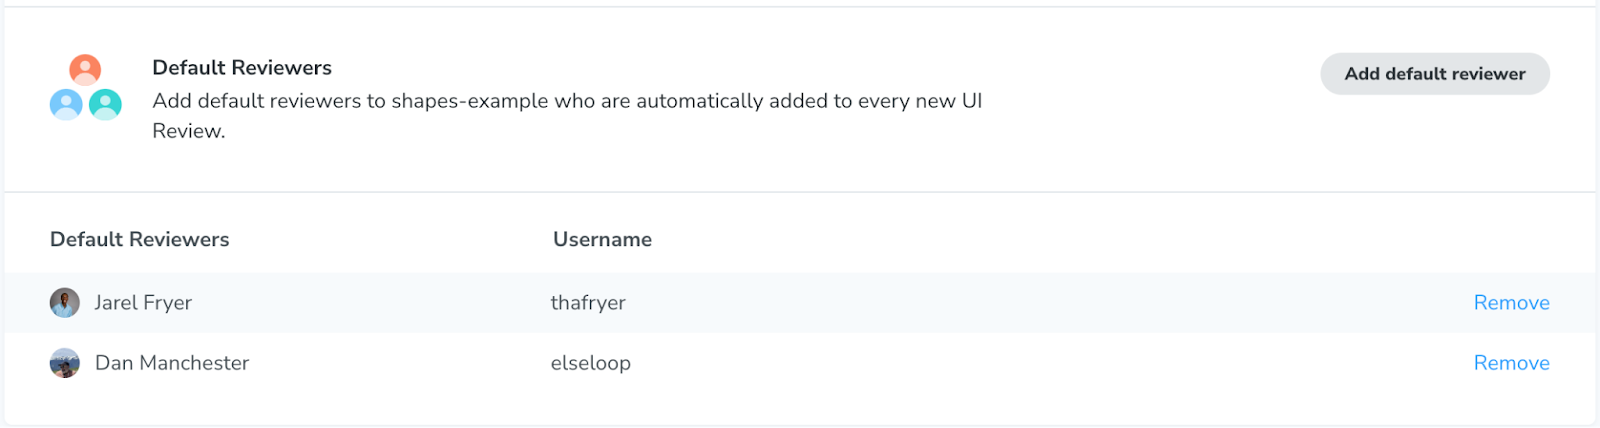 Default Reviewers
Add default reviewer
Add default reviewers to shapes-example who are automatically added to every new UI
Review.
Default Reviewers Username
Jarel Fryer thafryer Remove
Dan Manchester elseloop Remove